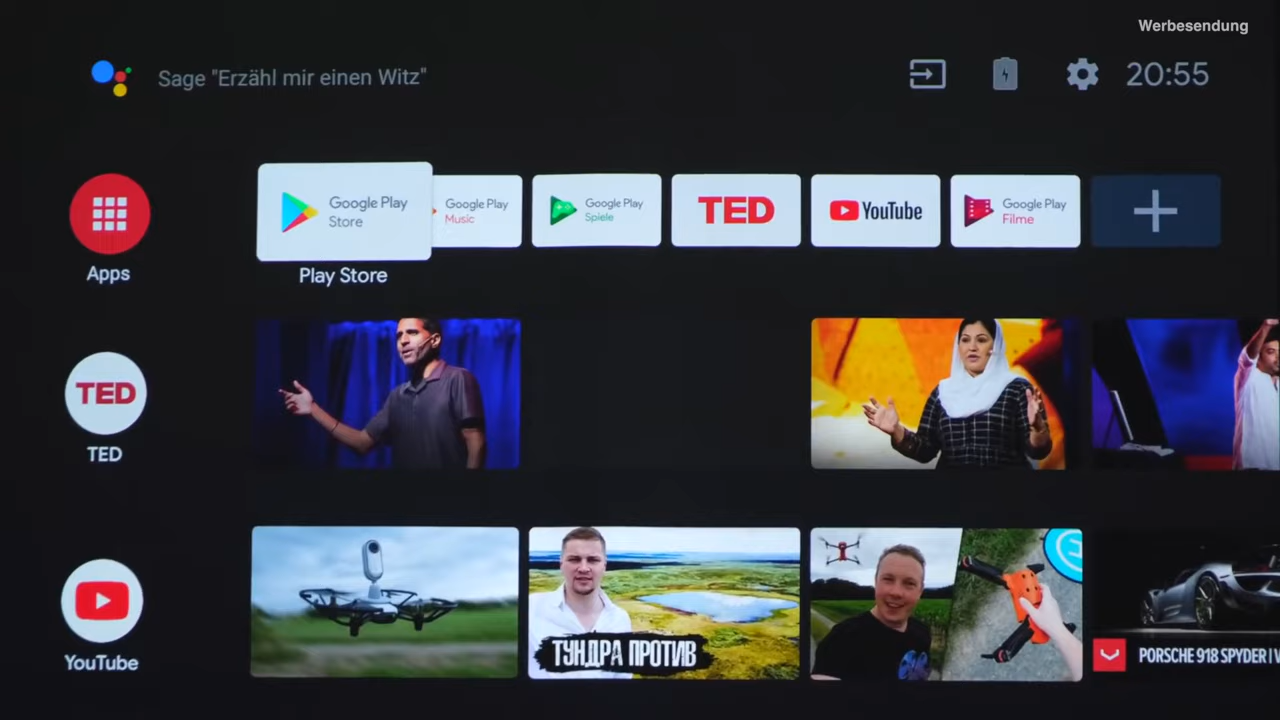 Werbesendung
Sage "Erzähl mir einen Witz"
20:55
Google Play
Store
Google Play
Music
Google Play
Spiele
TED
YouTube
Google Play
Filme
Apps
Play Store
TED
TED
ТУНДРА ПРОТИВ
PORSCHE 918 SPYDER
YouTube